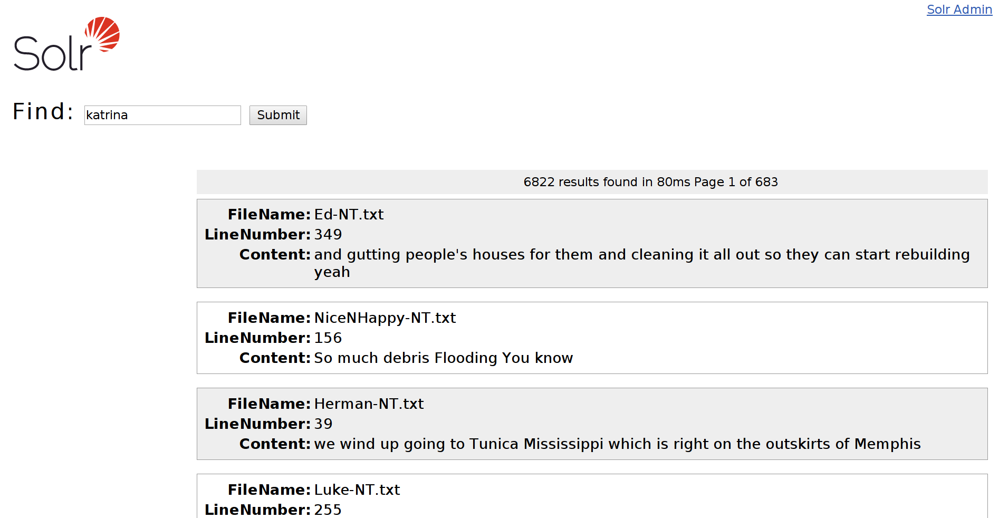 Solr Admin
Solr
Find: katrina Submit
6822 results found in 80ms Page 1 of 683
FileName: Ed-NT.txt
LineNumber: 349
Content: and gutting people's houses for them and cleaning it all out so they can start rebuilding
yeah
FileName: NiceNHappy-NT.txt
LineNumber: 156
Content: So much debris Flooding You know
FileName: Herman-NT.txt
LineNumber: 39
Content: we wind up going to Tunica Mississippi which is right on the outskirts of Memphis
FileName: Luke-NT.txt
LineNumber: 255